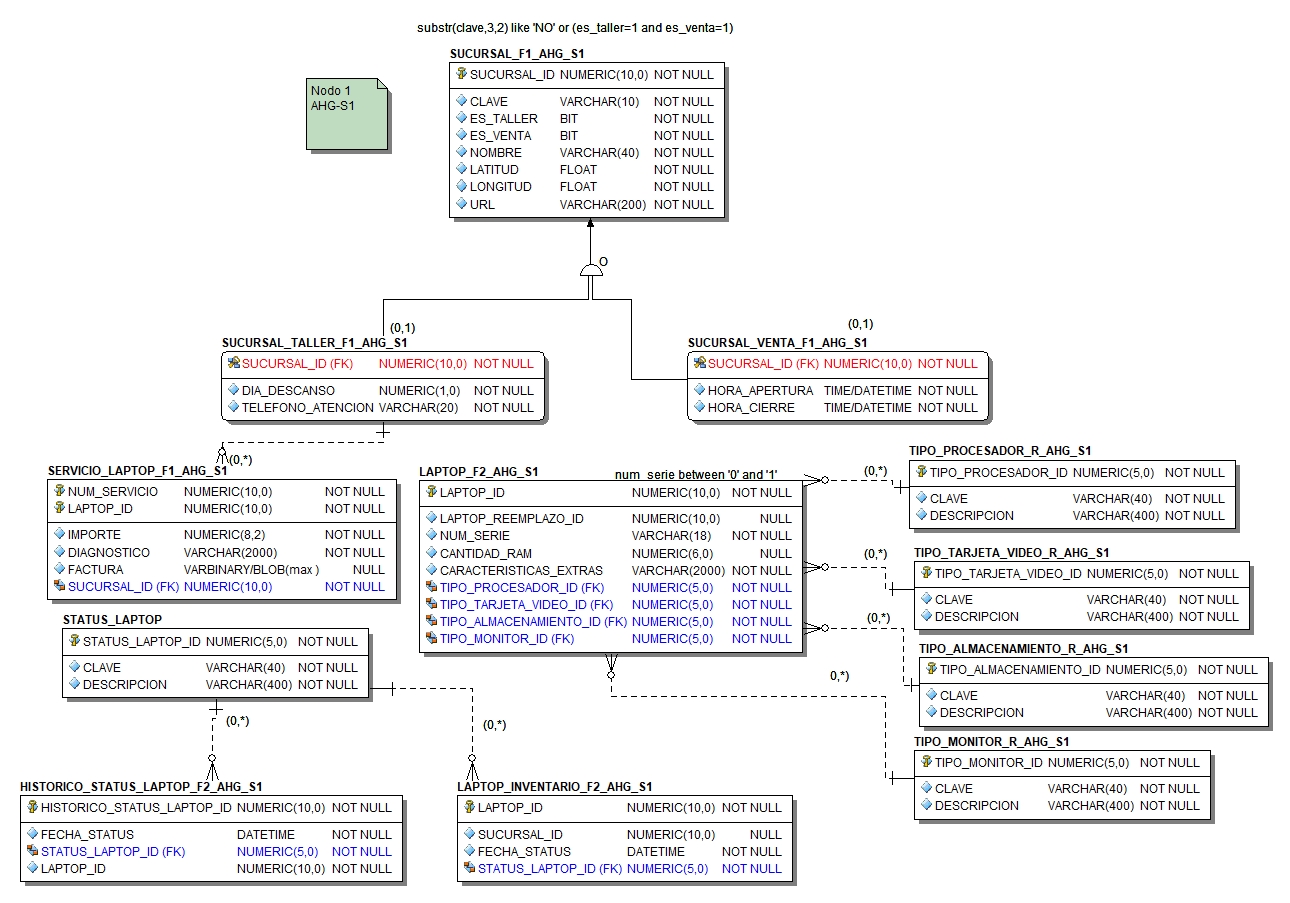 substr(clave,3,2) like 'NO' or (es_taller=1 and es_venta=1)
SUCURSAL_F1_AHG_S1
SUCURSAL_ID NUMERIC(10,0) NOT NULL
CLAVE VARCHAR(10) NOT NULL
ES_TALLER BIT NOT NULL
ES_VENTA BIT NOT NULL
NOMBRE VARCHAR(40) NOT NULL
LATITUD FLOAT NOT NULL
LONGITUD FLOAT NOT NULL
URL VARCHAR(200) NOT NULL
Nodo 1
AHG-S1
O
(0,1)
SUCURSAL_TALLER_F1_AHG_S1
SUCURSAL_ID (FK) NUMERIC(10,0) NOT NULL
DIA_DESCANSO NUMERIC(1,0) NOT NULL
TELEFONO_ATENCION VARCHAR(20) NOT NULL
(0,1)
SUCURSAL_VENTA_F1_AHG_S1
SUCURSAL_ID (FK) NUMERIC(10,0) NOT NULL
HORA_APERTURA TIME/DATETIME NOT NULL
HORA_CIERRE TIME/DATETIME NOT NULL
(0,*)
SERVICIO_LAPTOP_F1_AHG_S1
NUM_SERVICIO NUMERIC(10,0) NOT NULL
LAPTOP_ID NUMERIC(10,0) NOT NULL
IMPORTE NUMERIC(8,2) NOT NULL
DIAGNOSTICO VARCHAR(2000) NOT NULL
FACTURA VARBINARY/BLOB(max ) NULL
SUCURSAL_ID (FK) NUMERIC(10,0) NOT NULL
LAPTOP_F2_AHG_S1
num_serie between '0' and '1'
LAPTOP_ID NUMERIC(10,0) NOT NULL
LAPTOP_REEMPLAZO_ID NUMERIC(10,0) NULL
NUM_SERIE VARCHAR(18) NOT NULL
CANTIDAD_RAM NUMERIC(6,0) NULL
CARACTERISTICAS_EXTRAS VARCHAR(2000) NOT NULL
TIPO_PROCESADOR_ID (FK) NUMERIC(5,0) NOT NULL
TIPO_TARJETA_VIDEO_ID (FK) NUMERIC(5,0) NOT NULL
TIPO_ALMACENAMIENTO_ID (FK) NUMERIC(5,0) NOT NULL
TIPO_MONITOR_ID (FK) NUMERIC(5,0) NOT NULL
(0,*)
TIPO_PROCESADOR_R_AHG_S1
TIPO_PROCESADOR_ID NUMERIC(5,0) NOT NULL
CLAVE VARCHAR(40) NOT NULL
DESCRIPCION VARCHAR(400) NOT NULL
(0,*)
TIPO_TARJETA_VIDEO_R_AHG_S1
TIPO_TARJETA_VIDEO_ID NUMERIC(5,0) NOT NULL
CLAVE VARCHAR(40) NOT NULL
DESCRIPCION VARCHAR(400) NOT NULL
(0,*)
TIPO_ALMACENAMIENTO_R_AHG_S1
TIPO_ALMACENAMIENTO_ID NUMERIC(5,0) NOT NULL
CLAVE VARCHAR(40) NOT NULL
DESCRIPCION VARCHAR(400) NOT NULL
0,*)
TIPO_MONITOR_R_AHG_S1
TIPO_MONITOR_ID NUMERIC(5,0) NOT NULL
CLAVE VARCHAR(40) NOT NULL
DESCRIPCION VARCHAR(400) NOT NULL
STATUS_LAPTOP
STATUS_LAPTOP_ID NUMERIC(5,0) NOT NULL
CLAVE VARCHAR(40) NOT NULL
DESCRIPCION VARCHAR(400) NOT NULL
(0,*)
(0,*)
HISTORICO_STATUS_LAPTOP_F2_AHG_S1
HISTORICO_STATUS_LAPTOP_ID NUMERIC(10,0) NOT NULL
FECHA_STATUS DATETIME NOT NULL
STATUS_LAPTOP_ID (FK) NUMERIC(5,0) NOT NULL
LAPTOP_ID NUMERIC(10,0) NOT NULL
LAPTOP_INVENTARIO_F2_AHG_S1
LAPTOP_ID NUMERIC(10,0) NOT NULL
SUCURSAL_ID NUMERIC(10,0) NULL
FECHA_STATUS DATETIME NOT NULL
STATUS_LAPTOP_ID (FK) NUMERIC(5,0) NOT NULL